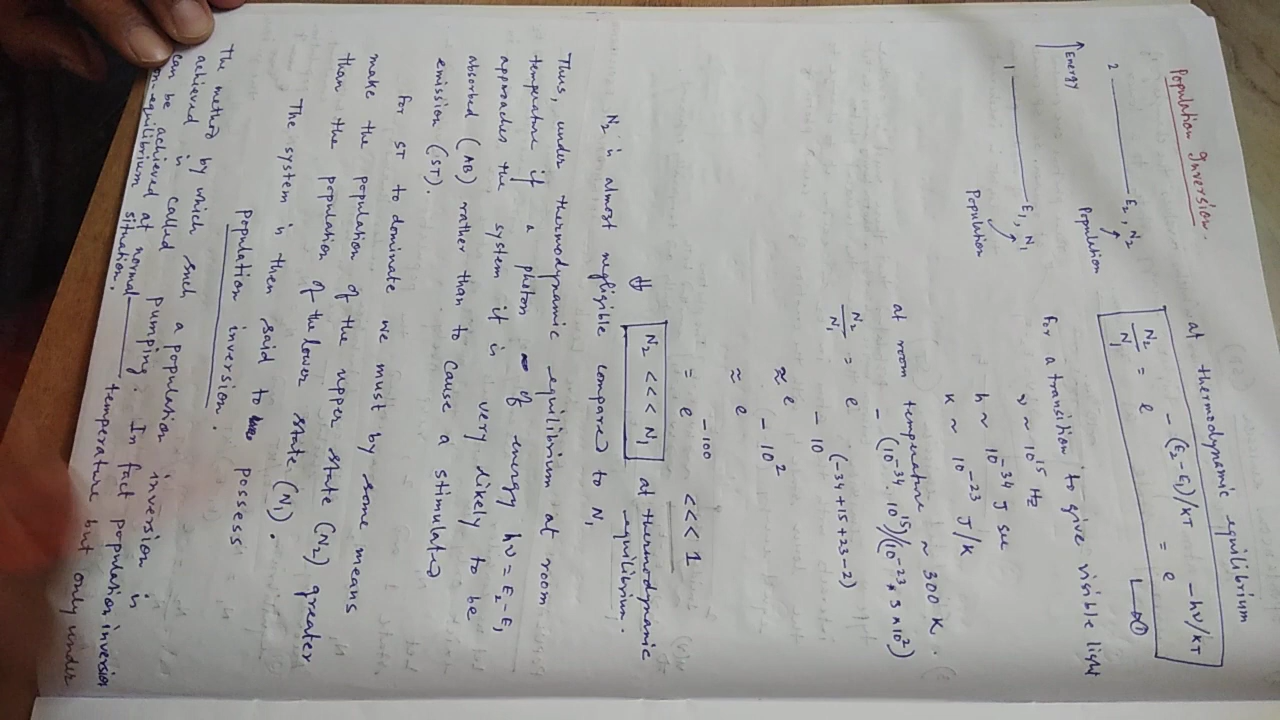 Population Inversion.
at thermodynamic equilibrium
2 E2, N2
Population
↑Energy
1 E1, N1
Population
N2/N1 = e^-(E2-E1)/KT = e^-hν/KT
↳①
For a transition to give visible light
ν ~ 10^15 Hz
h ~ 10^-34 J sec
K ~ 10^-23 J/K
at room temperature ~ 300 K.
N2/N1 = e^-(10^-34 . 10^15)/(10^-23 × 3×10^2)
≈ e^-10^(-34+15+23-2)
≈ e^-10^2
= e^-100 <<< 1
⇓ N2 <<< N1 at thermodynamic
equilibrium.
N2 is almost negligible compared to N1
Thus, under thermodynamic equilibrium at room
temperature if a photon of energy hν = E2-E1
approaches the system it is very likely to be
absorbed (AB) rather than to cause a stimulated
emission (ST).
For ST to dominate we must by some means
make the population of the upper state (N2) greater
than the population of the lower state (N1).
The system is then said to possess
population inversion.
The method by which such a population inversion is
achieved is called pumping. In fact population inversion
can be achieved at normal temperature but only under
non-equilibrium situation.